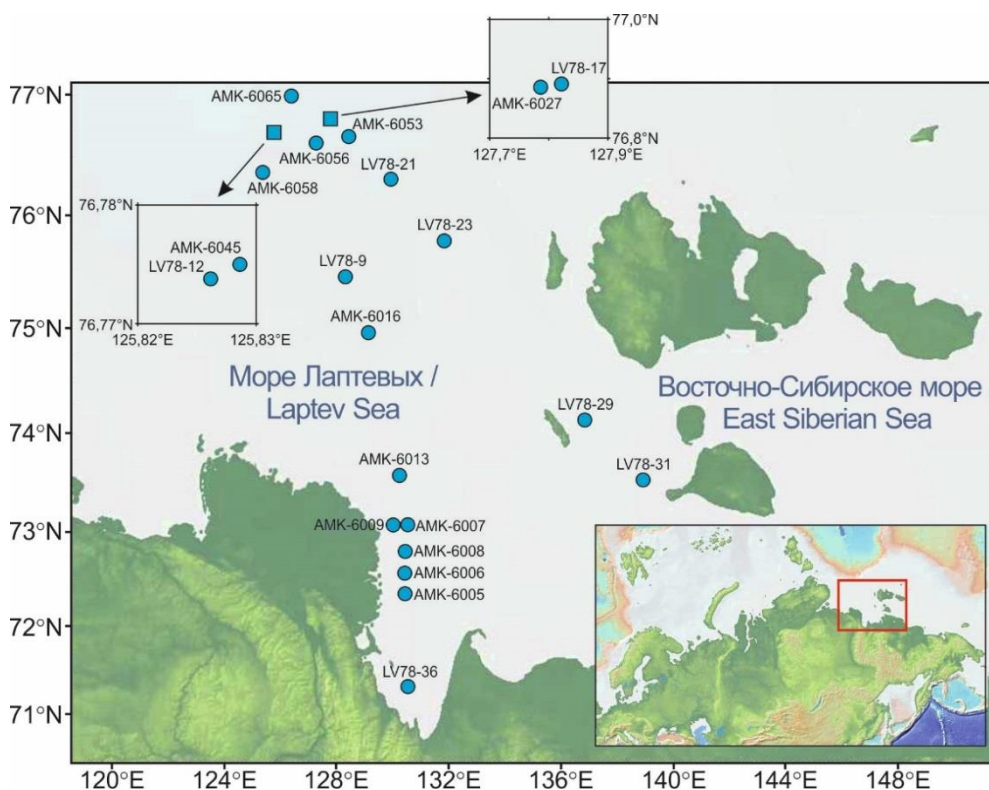 77,0°N
LV78-17
AMK-6027
76,8°N
127,7°E
127,9°E
77°N
AMK-6065
AMK-6053
AMK-6056
LV78-21
AMK-6058
76°N
76,78°N
LV78-23
AMK-6045
LV78-12
LV78-9
76,77°N
125,82°E
125,83°E
75°N
AMK-6016
Море Лаптевых /
Laptev Sea
Восточно-Сибирское море
East Siberian Sea
LV78-29
74°N
AMK-6013
LV78-31
73°N
AMK-6009
AMK-6007
AMK-6008
AMK-6006
AMK-6005
72°N
LV78-36
71°N
120°E
124°E
128°E
132°E
136°E
140°E
144°E
148°E